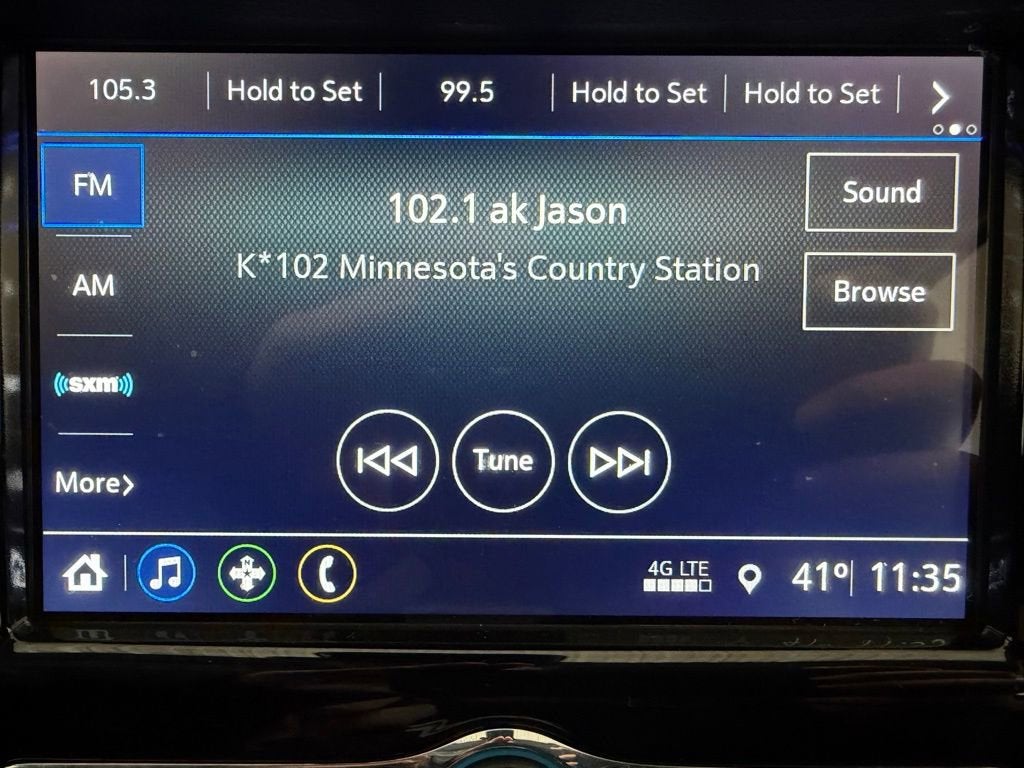 105.3 Hold to Set 99.5 Hold to Set Hold to Set
FM
102.1 ak Jason
Sound
K*102 Minnesota's Country Station
AM
Browse
((sxm))
Tune
More
N
4G LTE
41° 11:35